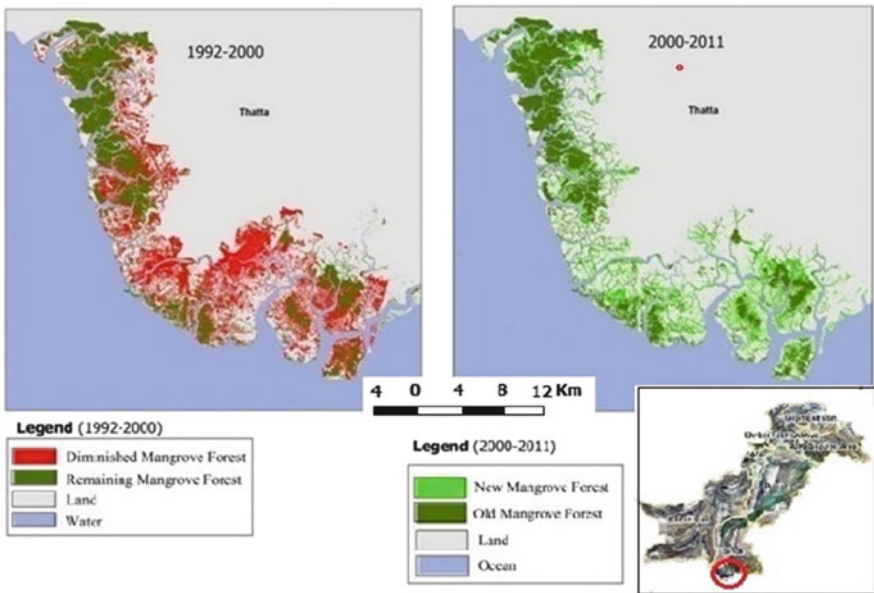 1992-2000
Thatta
2000-2011
Thatta
4 0 4 8 12 Km
Legend (1992-2000)
Diminished Mangrove Forest
Remaining Mangrove Forest
Land
Water
Legend (2000-2011)
New Mangrove Forest
Old Mangrove Forest
Land
Ocean